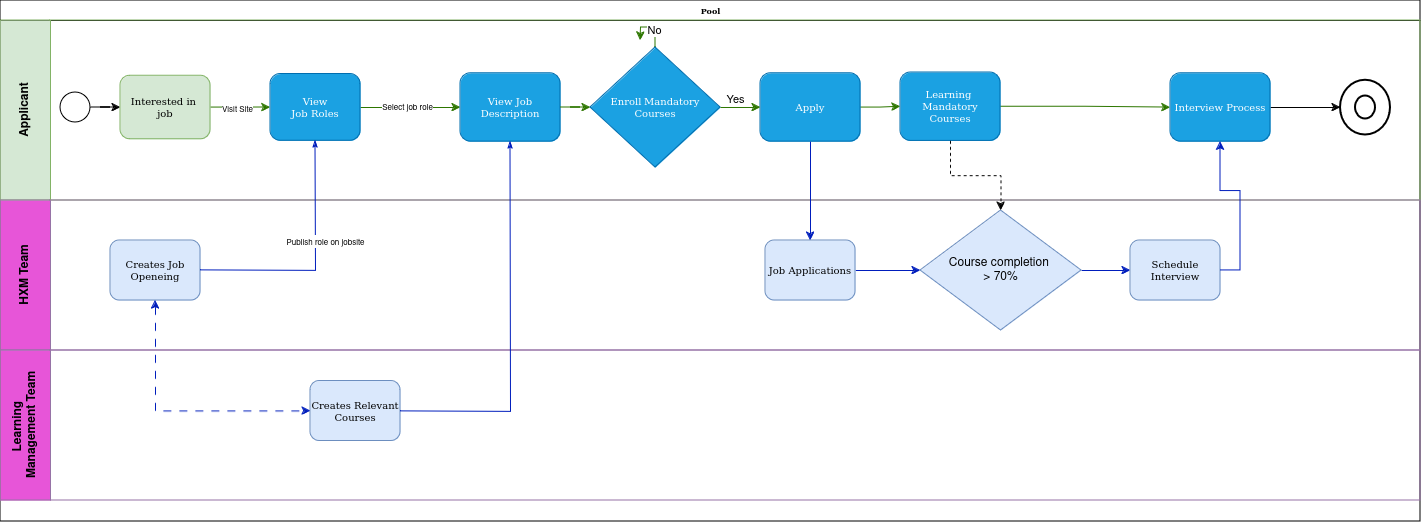 Pool
Applicant
Interested in
job
Visit Site
View
Job Roles
Select job role
View Job
Description
No
Enroll Mandatory
Courses
Yes
Apply
Learning
Mandatory
Courses
Interview Process
HXM Team
Creates Job
Openeing
Publish role on jobsite
Job Applications
Course completion
> 70%
Schedule
Interview
Learning
Management Team
Creates Relevant
Courses